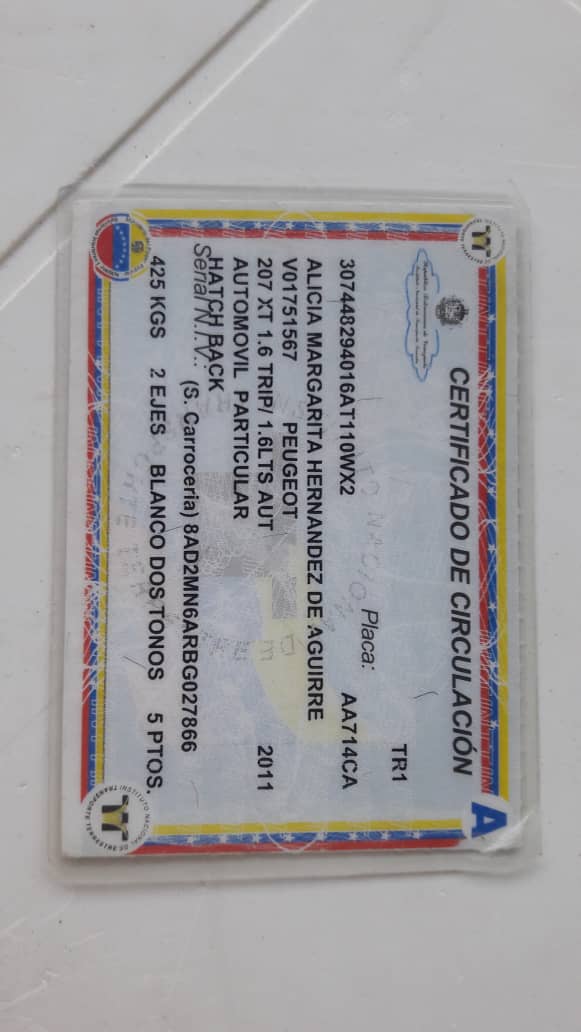 CERTIFICADO DE CIRCULACIÓN
A
República Bolivariana de Venezuela
TR1
Placa:
307448294016AT110WX2 AA714CA
ALICIA MARGARITA HERNANDEZ DE AGUIRRE
V01751567 PEUGEOT
207 XT 1.6 TRIP/ 1.6LTS AUT 2011
AUTOMOVIL PARTICULAR
HATCH BACK
Serial N.I.V.:
(S. Carroceria) 8AD2MN6ARBG027866
425 KGS 2 EJES BLANCO DOS TONOS 5 PTOS.
INSTITUTO NACIONAL DE TRANSPORTE TERRESTRE